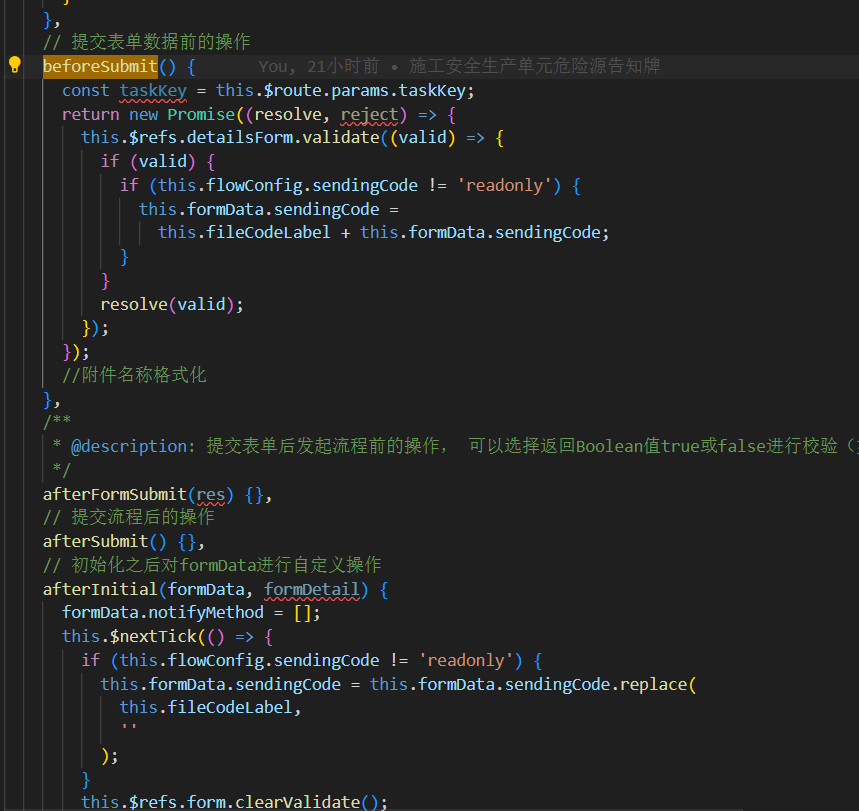 },
// 提交表单数据前的操作
beforeSubmit() {      You, 21小时前 • 施工安全生产单元危险源告知牌
  const taskKey = this.$route.params.taskKey;
  return new Promise((resolve, reject) => {
    this.$refs.detailsForm.validate((valid) => {
      if (valid) {
        if (this.flowConfig.sendingCode != 'readonly') {
          this.formData.sendingCode =
            this.fileCodeLabel + this.formData.sendingCode;
        }
      }
      resolve(valid);
    });
  });
  //附件名称格式化
},
/**
 * @description: 提交表单后发起流程前的操作， 可以选择返回Boolean值true或false进行校验（
 */
afterFormSubmit(res) {},
// 提交流程后的操作
afterSubmit() {},
// 初始化之后对formData进行自定义操作
afterInitial(formData, formDetail) {
  formData.notifyMethod = [];
  this.$nextTick(() => {
    if (this.flowConfig.sendingCode != 'readonly') {
      this.formData.sendingCode = this.formData.sendingCode.replace(
        this.fileCodeLabel,
        ''
      );
    }
    this.$refs.form.clearValidate();